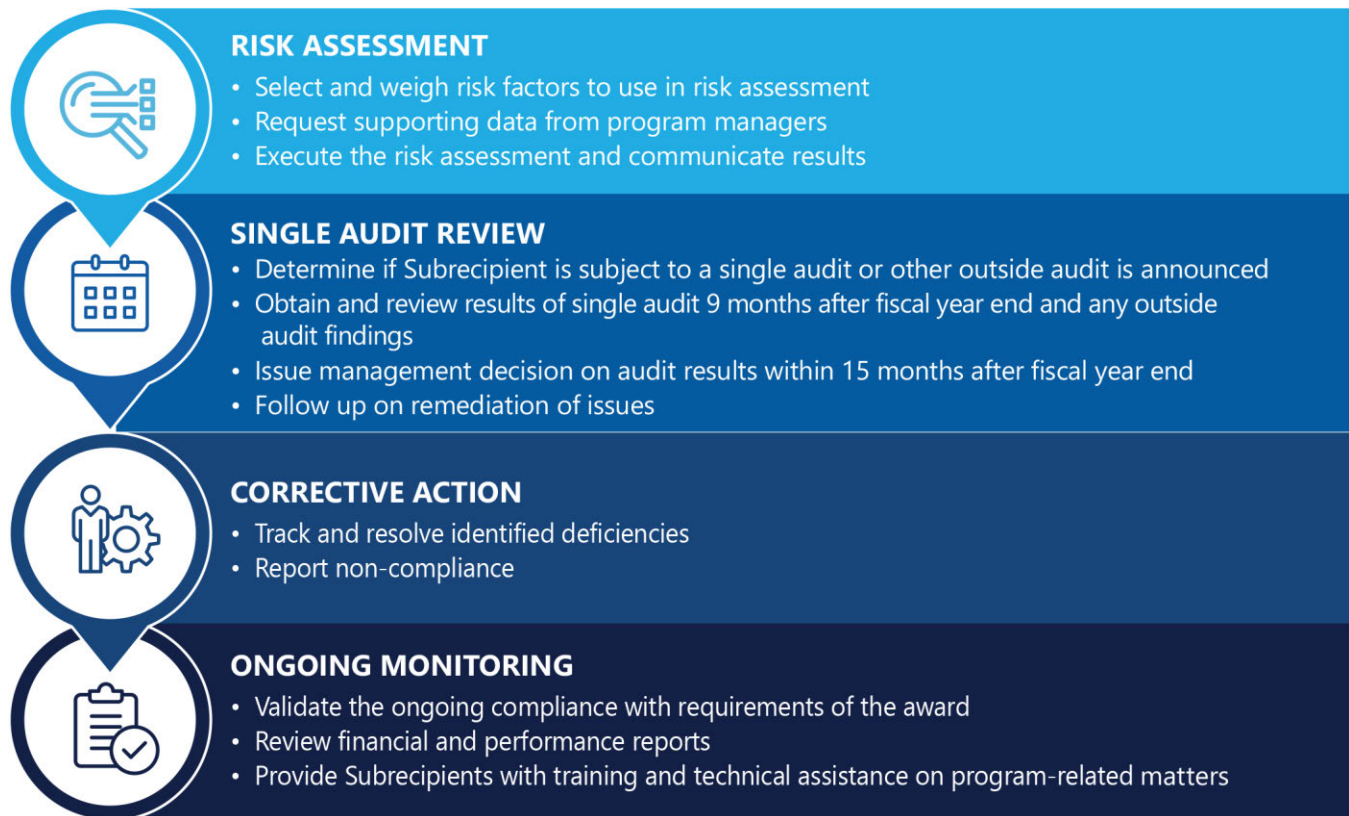 RISK ASSESSMENT
• Select and weigh risk factors to use in risk assessment
• Request supporting data from program managers
• Execute the risk assessment and communicate results
SINGLE AUDIT REVIEW
• Determine if Subrecipient is subject to a single audit or other outside audit is announced
• Obtain and review results of single audit 9 months after fiscal year end and any outside
audit findings
• Issue management decision on audit results within 15 months after fiscal year end
• Follow up on remediation of issues
CORRECTIVE ACTION
• Track and resolve identified deficiencies
• Report non-compliance
ONGOING MONITORING
• Validate the ongoing compliance with requirements of the award
• Review financial and performance reports
• Provide Subrecipients with training and technical assistance on program-related matters